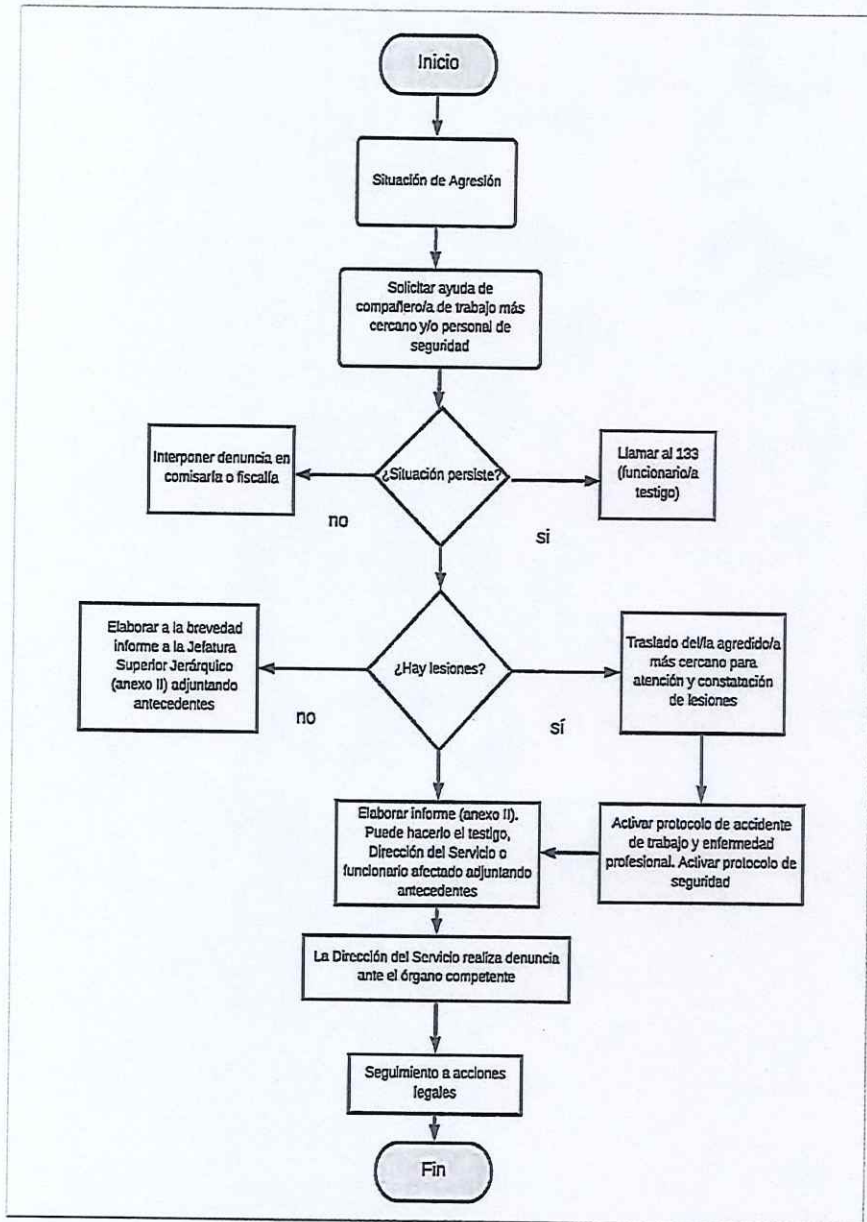 Inicio
Situación de Agresión
Solicitar ayuda de
compañero/a de trabajo más
cercano y/o personal de
seguridad
Interponer denuncia en
comisaría o fiscalía
¿Situación persiste?
Llamar al 133
(funcionario/a
testigo)
no
si
Elaborar a la brevedad
informe a la Jefatura
Superior Jerárquico
(anexo II) adjuntando
antecedentes
¿Hay lesiones?
Traslado del/la agredido/a
más cercano para
atención y constatación
de lesiones
no
sí
Elaborar informe (anexo II).
Puede hacerlo el testigo,
Dirección del Servicio o
funcionario afectado adjuntando
antecedentes
Activar protocolo de accidente
de trabajo y enfermedad
profesional. Activar protocolo de
seguridad
La Dirección del Servicio realiza denuncia
ante el órgano competente
Seguimiento a acciones
legales
Fin